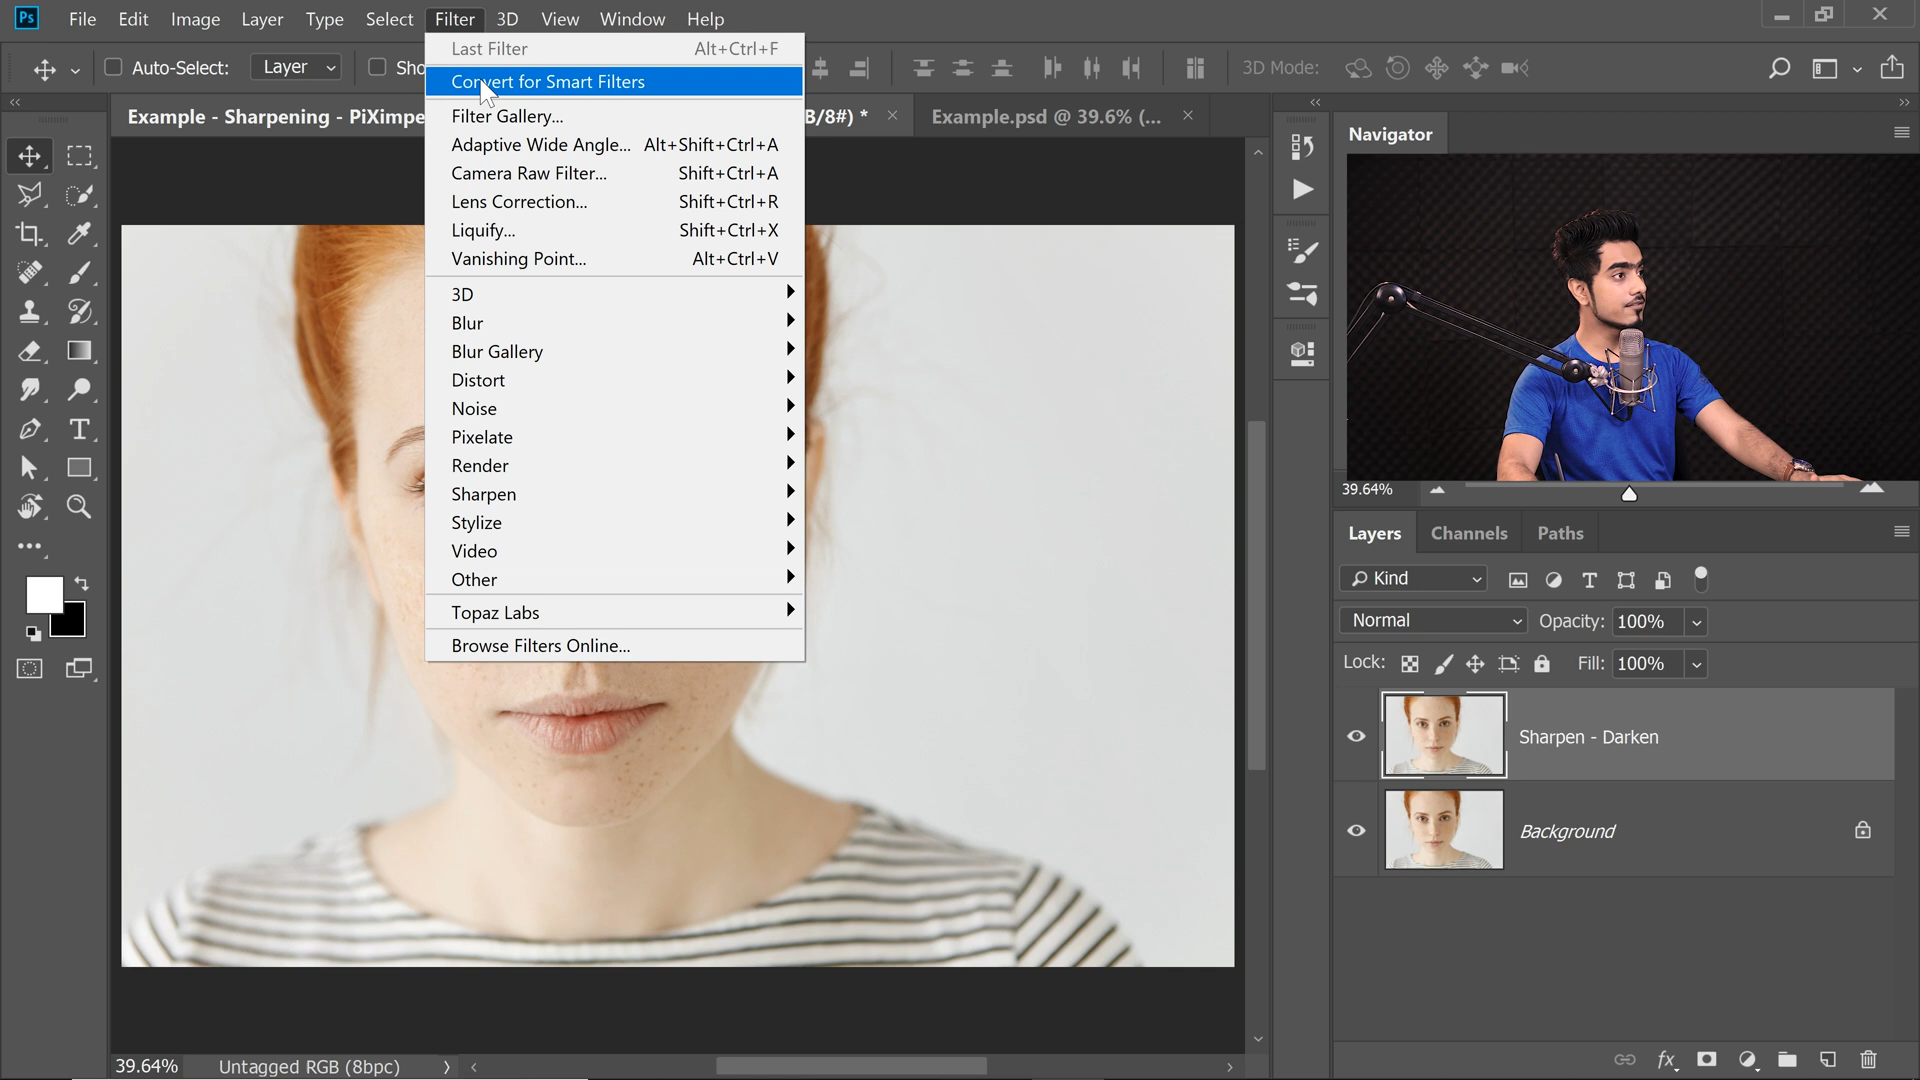 Ps File Edit Image Layer Type Select Filter 3D View Window Help
Auto-Select: Layer Sho 3D Mode:
Example - Sharpening - PiXimpe B/8#) * Example.psd @ 39.6% (...
Last Filter Alt+Ctrl+F
Convert for Smart Filters
Filter Gallery...
Adaptive Wide Angle... Alt+Shift+Ctrl+A
Camera Raw Filter... Shift+Ctrl+A
Lens Correction... Shift+Ctrl+R
Liquify... Shift+Ctrl+X
Vanishing Point... Alt+Ctrl+V
3D
Blur
Blur Gallery
Distort
Noise
Pixelate
Render
Sharpen
Stylize
Video
Other
Topaz Labs
Browse Filters Online...
Navigator
39.64%
Layers Channels Paths
Kind
Normal Opacity: 100%
Lock: Fill: 100%
Sharpen - Darken
Background
fx
39.64% Untagged RGB (8bpc)